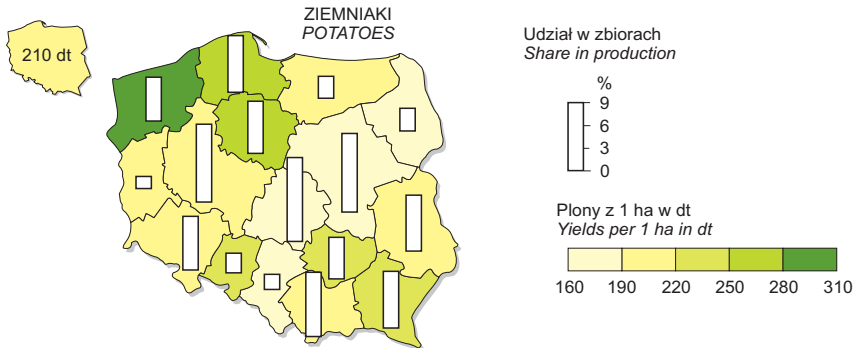 ZIEMNIAKI
POTATOES
210 dt
Udział w zbiorach
Share in production
%
9
6
3
0
Plony z 1 ha w dt
Yields per 1 ha in dt
160 190 220 250 280 310